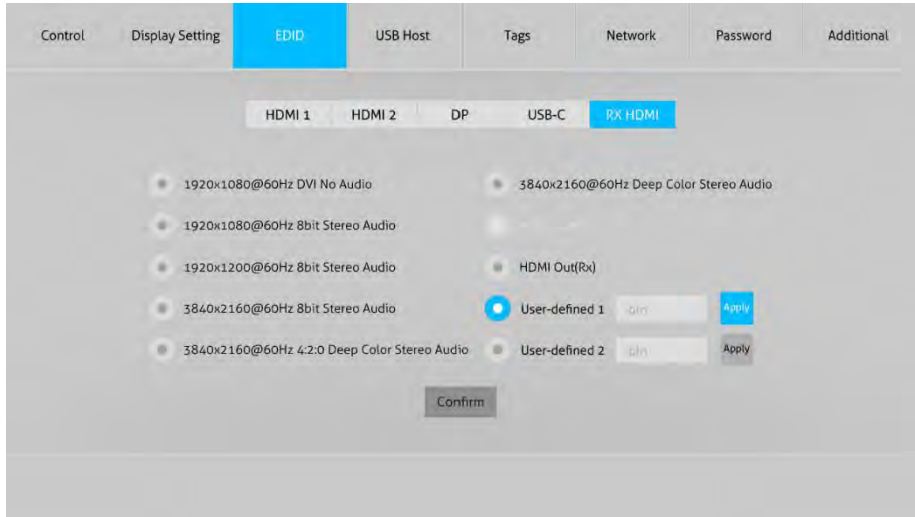 Control Display Setting EDID USB Host Tags Network Password Additional
HDMI 1 HDMI 2 DP USB-C RX HDMI
1920x1080@60Hz DVI No Audio
1920x1080@60Hz 8bit Stereo Audio
1920x1200@60Hz 8bit Stereo Audio
3840x2160@60Hz 8bit Stereo Audio
3840x2160@60Hz 4:2:0 Deep Color Stereo Audio
3840x2160@60Hz Deep Color Stereo Audio
HDMI Out(Rx)
User-defined 1 .bin Apply
User-defined 2 .bin Apply
Confirm